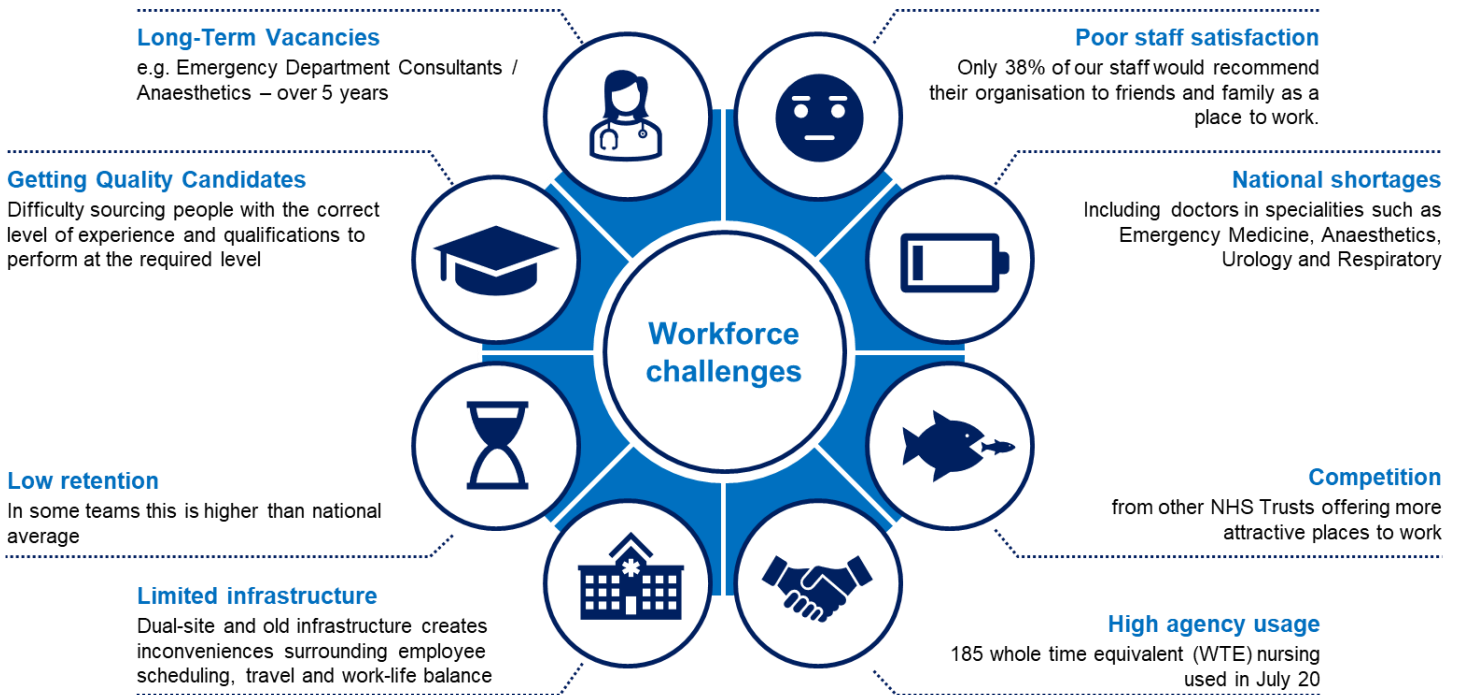 Long-Term Vacancies
e.g. Emergency Department Consultants /
Anaesthetics – over 5 years
Poor staff satisfaction
Only 38% of our staff would recommend
their organisation to friends and family as a
place to work.
Getting Quality Candidates
Difficulty sourcing people with the correct
level of experience and qualifications to
perform at the required level
National shortages
Including doctors in specialities such as
Emergency Medicine, Anaesthetics,
Urology and Respiratory
Workforce
challenges
Low retention
In some teams this is higher than national
average
Competition
from other NHS Trusts offering more
attractive places to work
Limited infrastructure
Dual-site and old infrastructure creates
inconveniences surrounding employee
scheduling, travel and work-life balance
High agency usage
185 whole time equivalent (WTE) nursing
used in July 20